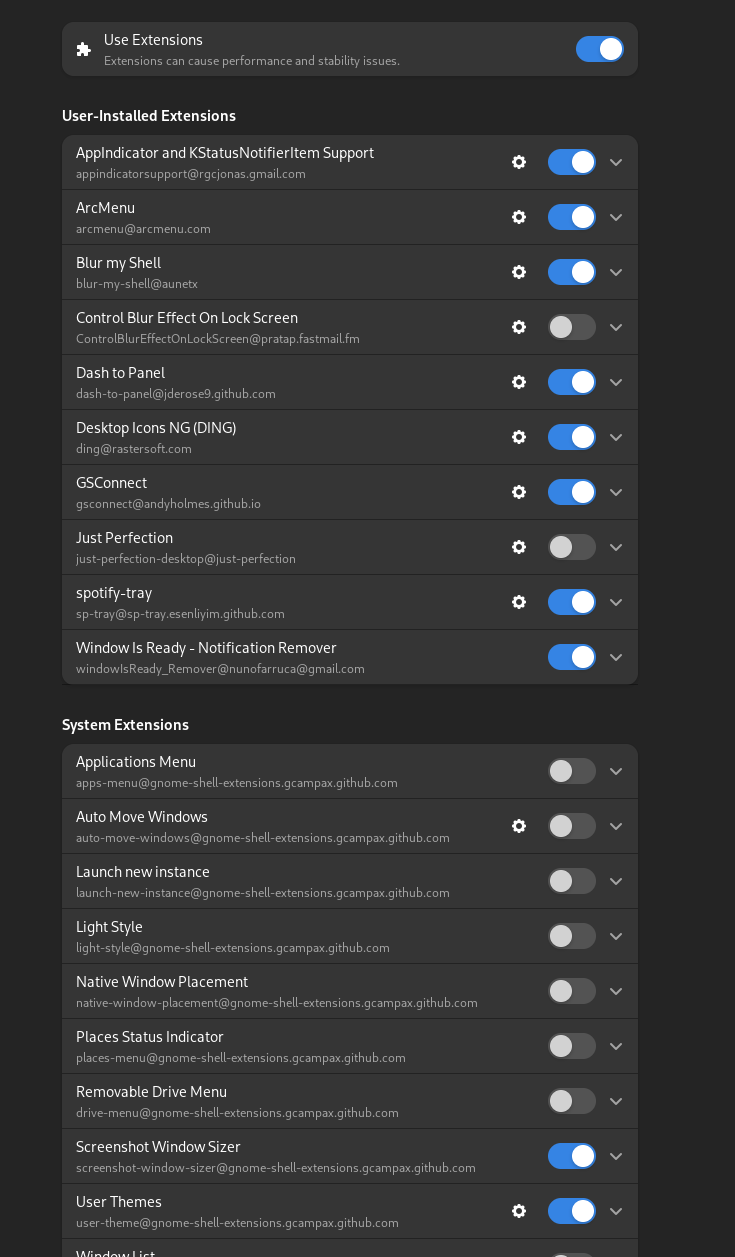 Use Extensions
Extensions can cause performance and stability issues.
User-Installed Extensions
AppIndicator and KStatusNotifierItem Support
appindicatorsupport@rgcjonas.gmail.com
ArcMenu
arcmenu@arcmenu.com
Blur my Shell
blur-my-shell@aunetx
Control Blur Effect On Lock Screen
ControlBlurEffectOnLockScreen@pratap.fastmail.fm
Dash to Panel
dash-to-panel@jderose9.github.com
Desktop Icons NG (DING)
ding@rastersoft.com
GSConnect
gsconnect@andyholmes.github.io
Just Perfection
just-perfection-desktop@just-perfection
spotify-tray
sp-tray@sp-tray.esenliyim.github.com
Window Is Ready - Notification Remover
windowIsReady_Remover@nunofarruca@gmail.com
System Extensions
Applications Menu
apps-menu@gnome-shell-extensions.gcampax.github.com
Auto Move Windows
auto-move-windows@gnome-shell-extensions.gcampax.github.com
Launch new instance
launch-new-instance@gnome-shell-extensions.gcampax.github.com
Light Style
light-style@gnome-shell-extensions.gcampax.github.com
Native Window Placement
native-window-placement@gnome-shell-extensions.gcampax.github.com
Places Status Indicator
places-menu@gnome-shell-extensions.gcampax.github.com
Removable Drive Menu
drive-menu@gnome-shell-extensions.gcampax.github.com
Screenshot Window Sizer
screenshot-window-sizer@gnome-shell-extensions.gcampax.github.com
User Themes
user-theme@gnome-shell-extensions.gcampax.github.com
Window List